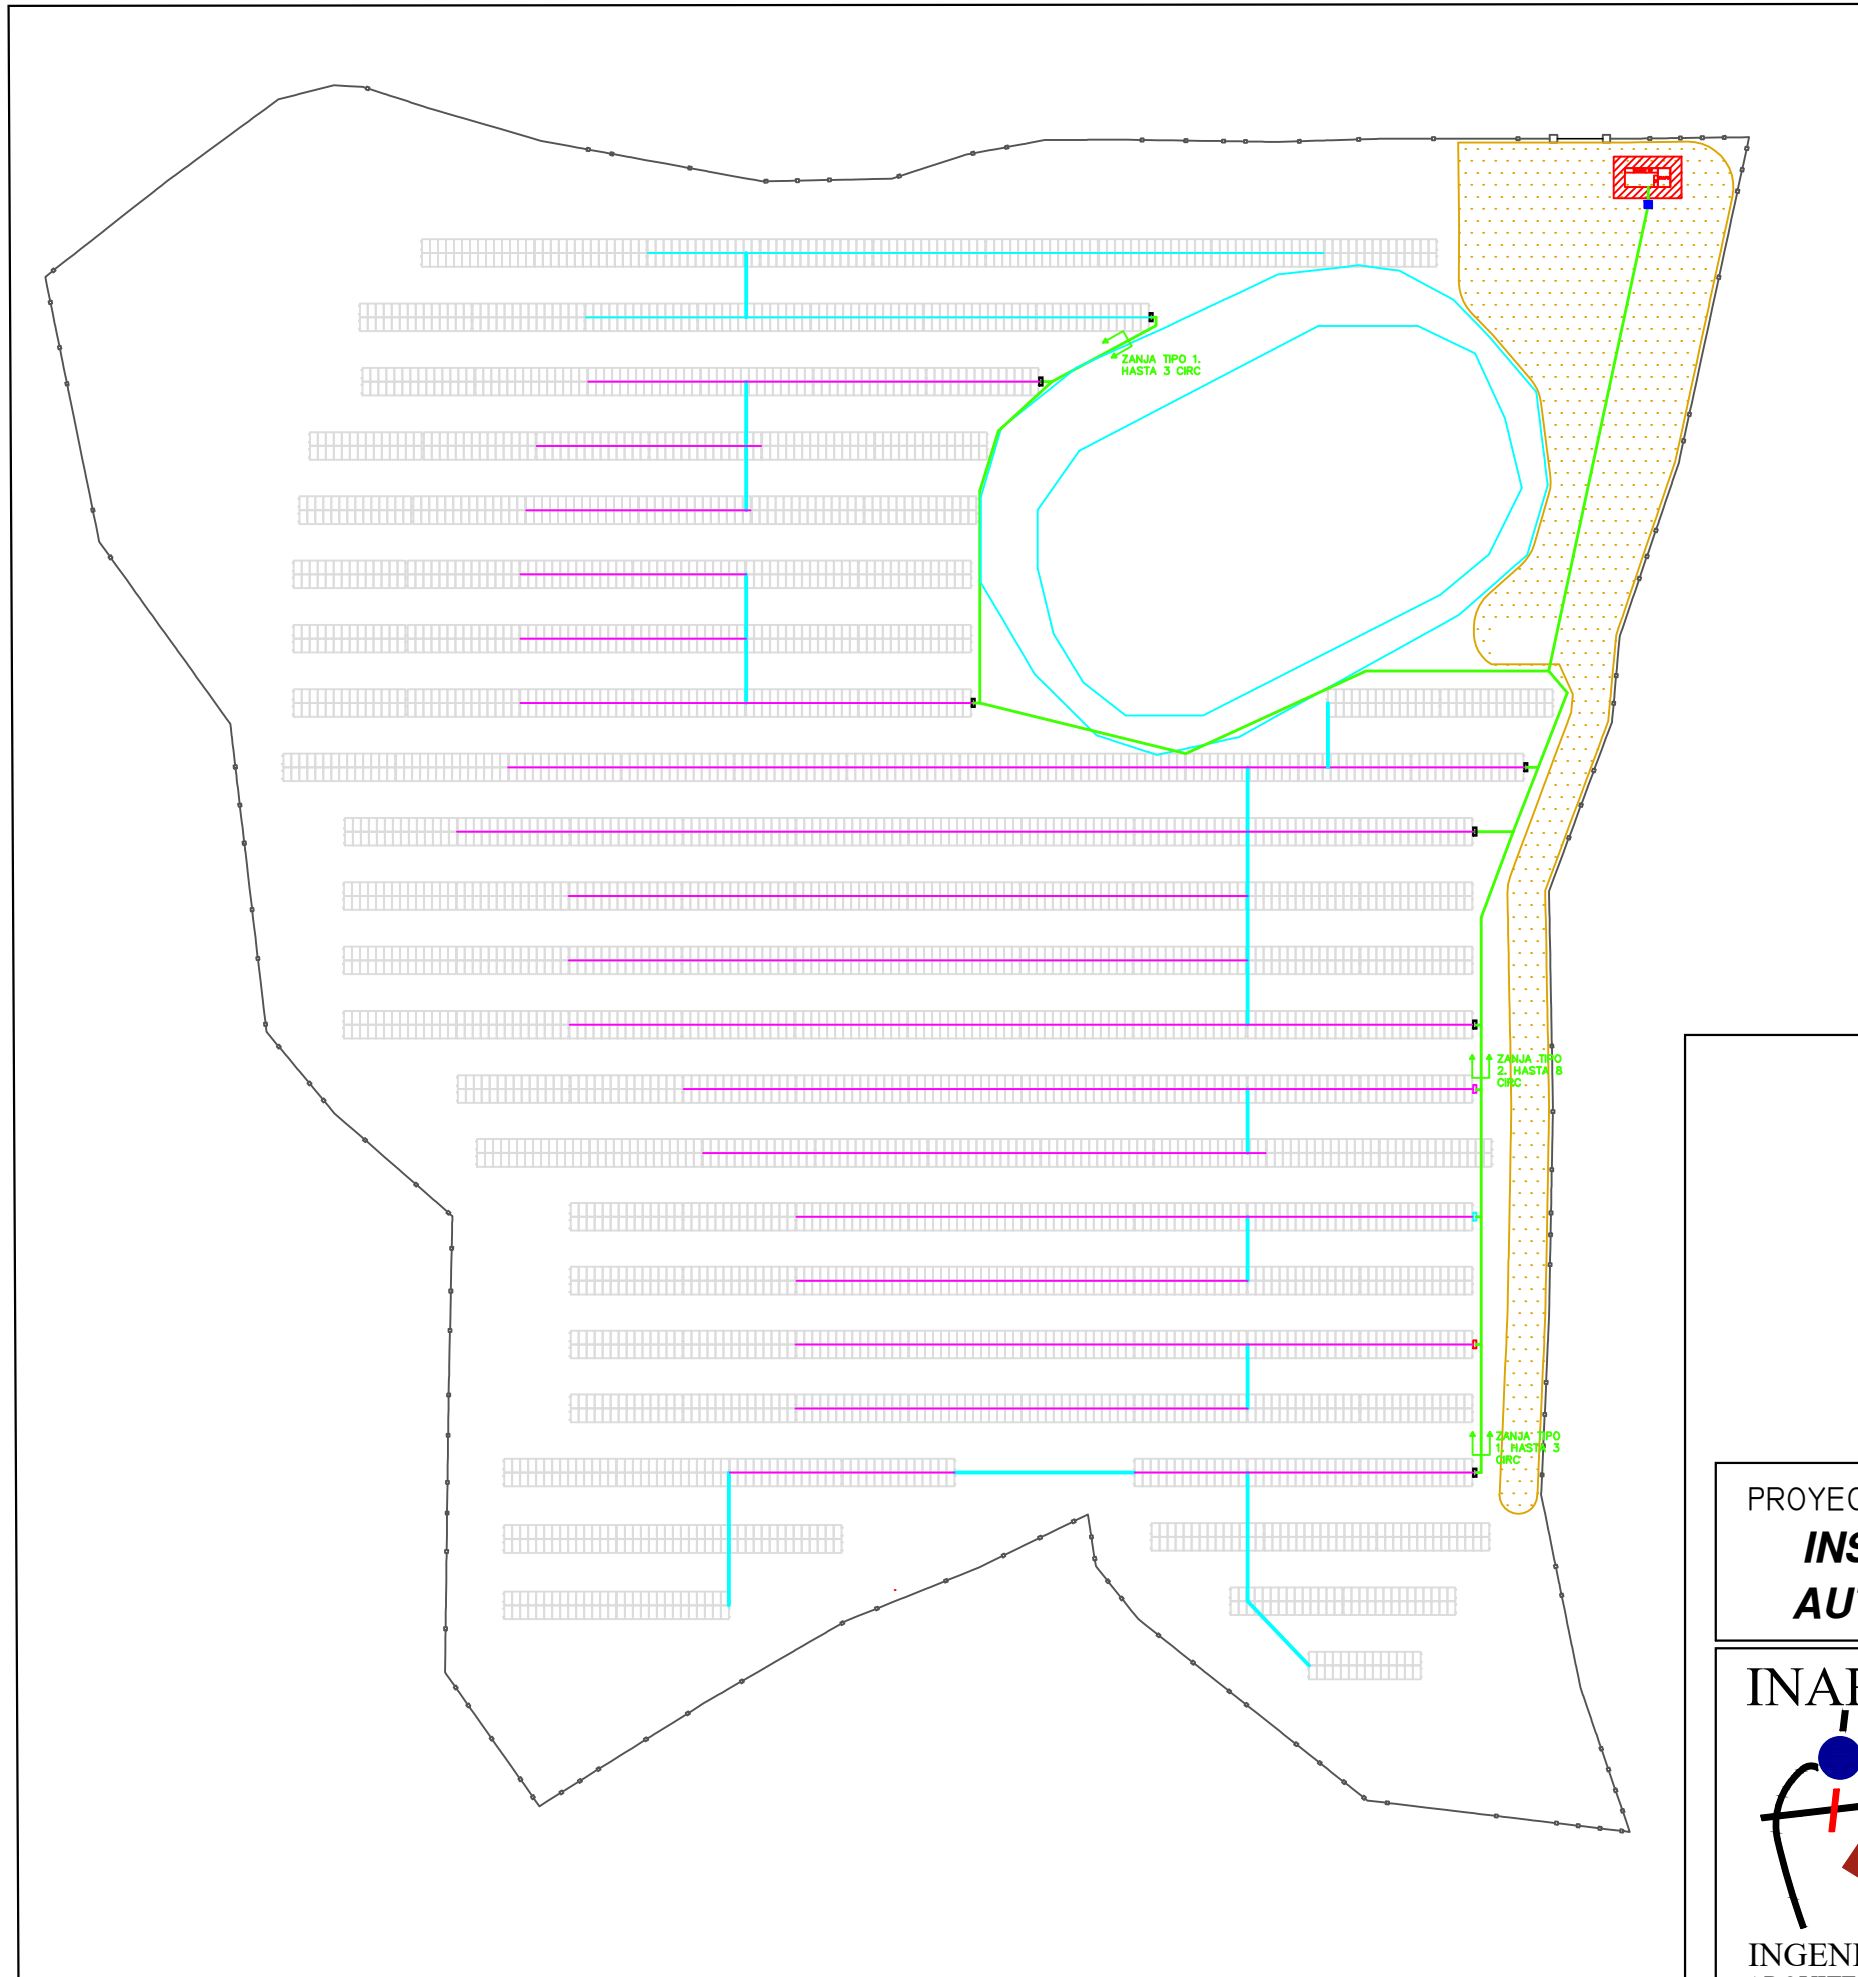 ZANJA TIPO 1.
HASTA 3 CIRC
ZANJA TIPO
2. HASTA 8
CIRC
ZANJA TIPO
1. HASTA 3
CIRC
PROYEC
INS
AU
INA
INGENI